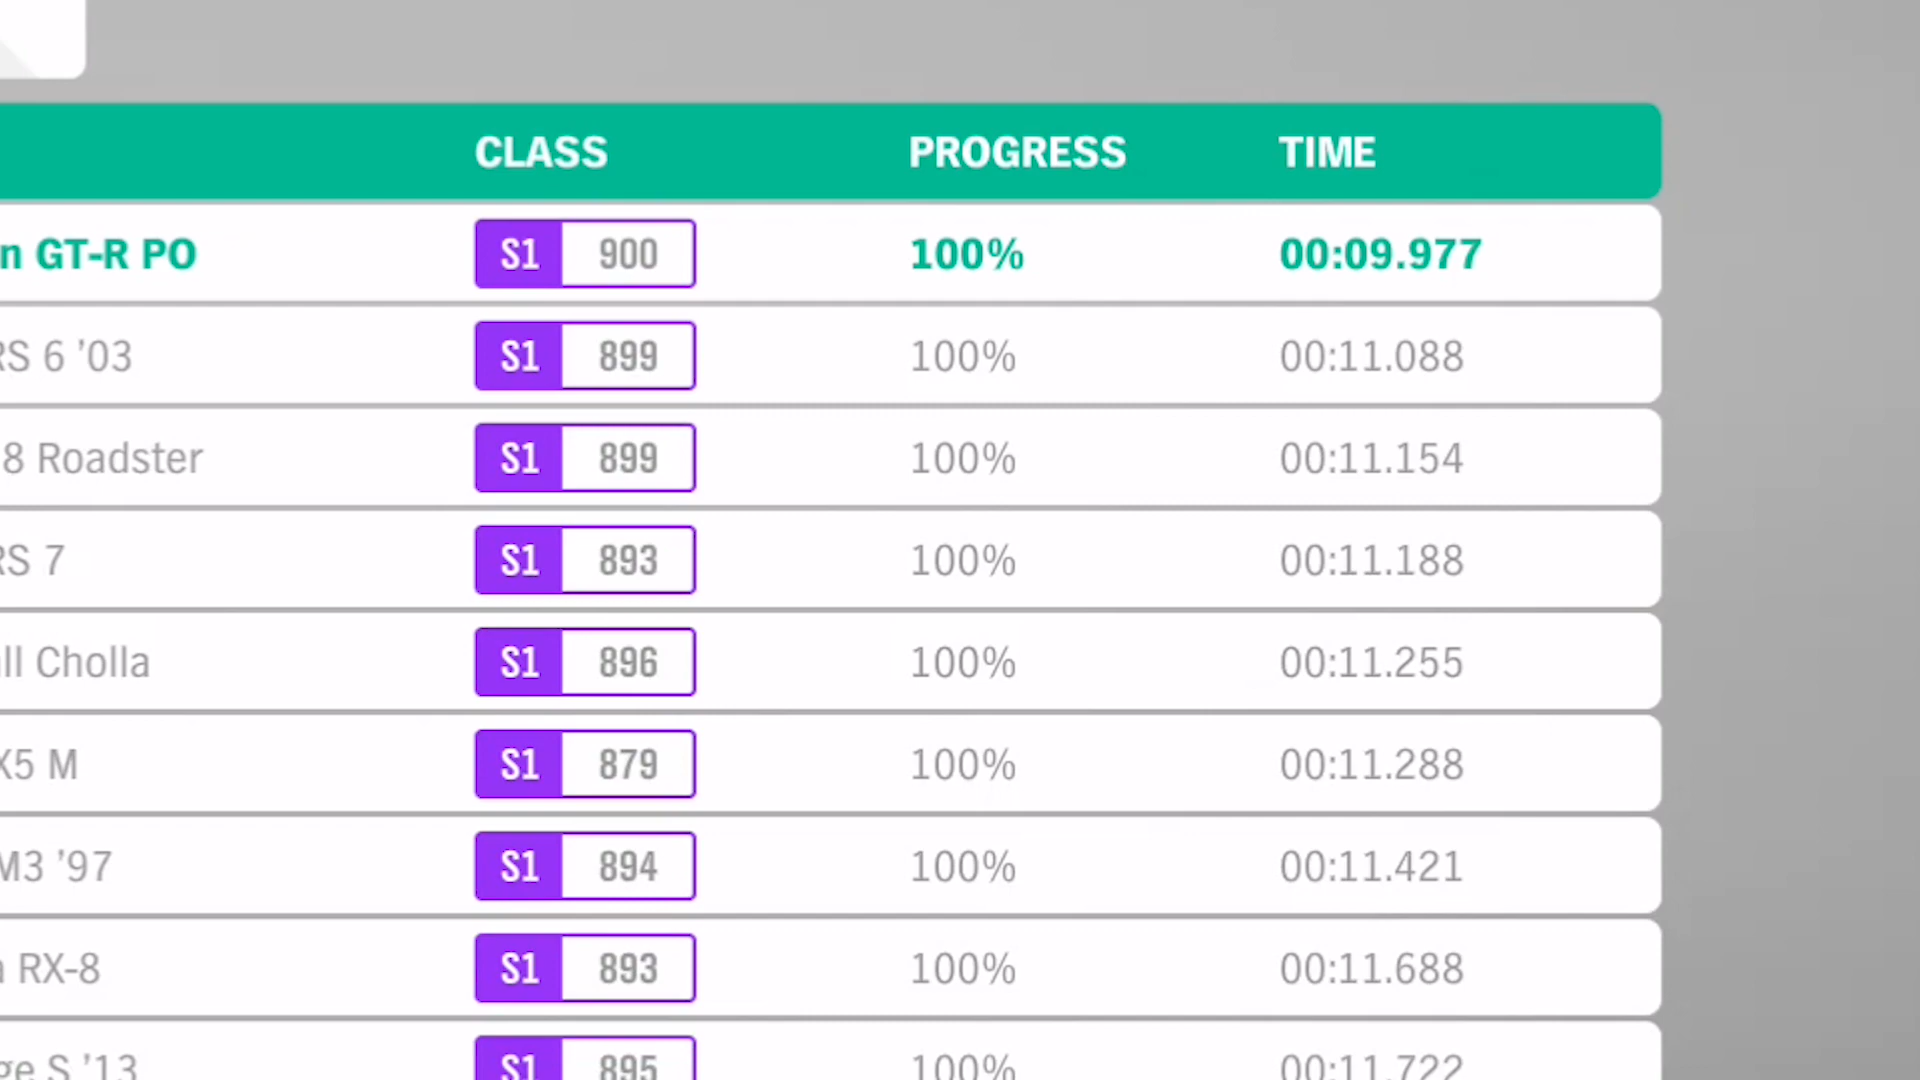 CLASS PROGRESS TIME
n GT-R PO S1 900 100% 00:09.977
RS 6 ’03 S1 899 100% 00:11.088
8 Roadster S1 899 100% 00:11.154
RS 7 S1 893 100% 00:11.188
ll Cholla S1 896 100% 00:11.255
X5 M S1 879 100% 00:11.288
M3 ’97 S1 894 100% 00:11.421
RX-8 S1 893 100% 00:11.688
ge S ’13 S1 895 100% 00:11.722